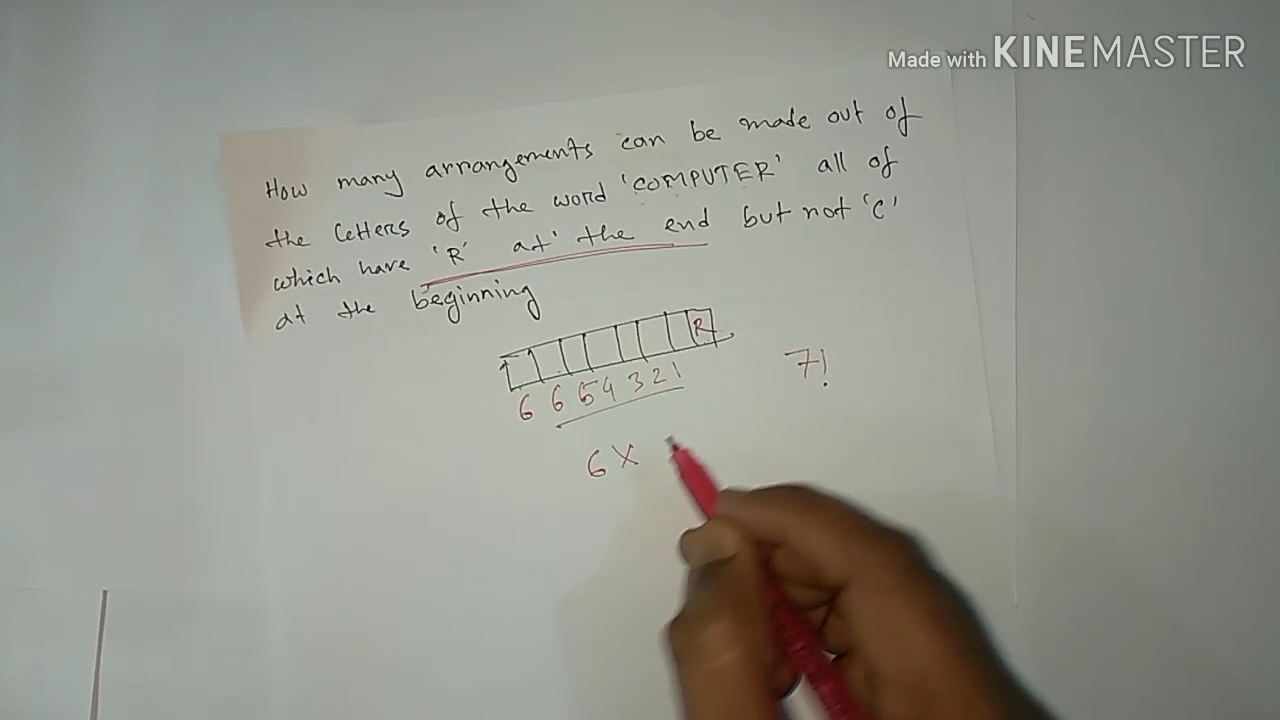 Made with KINEMASTER
How many arrangements can be made out of
the letters of the word 'COMPUTER' all of
which have 'R' at the end but not 'C'
at the beginning
R
6 6 5 4 3 2 1
7!
6 x